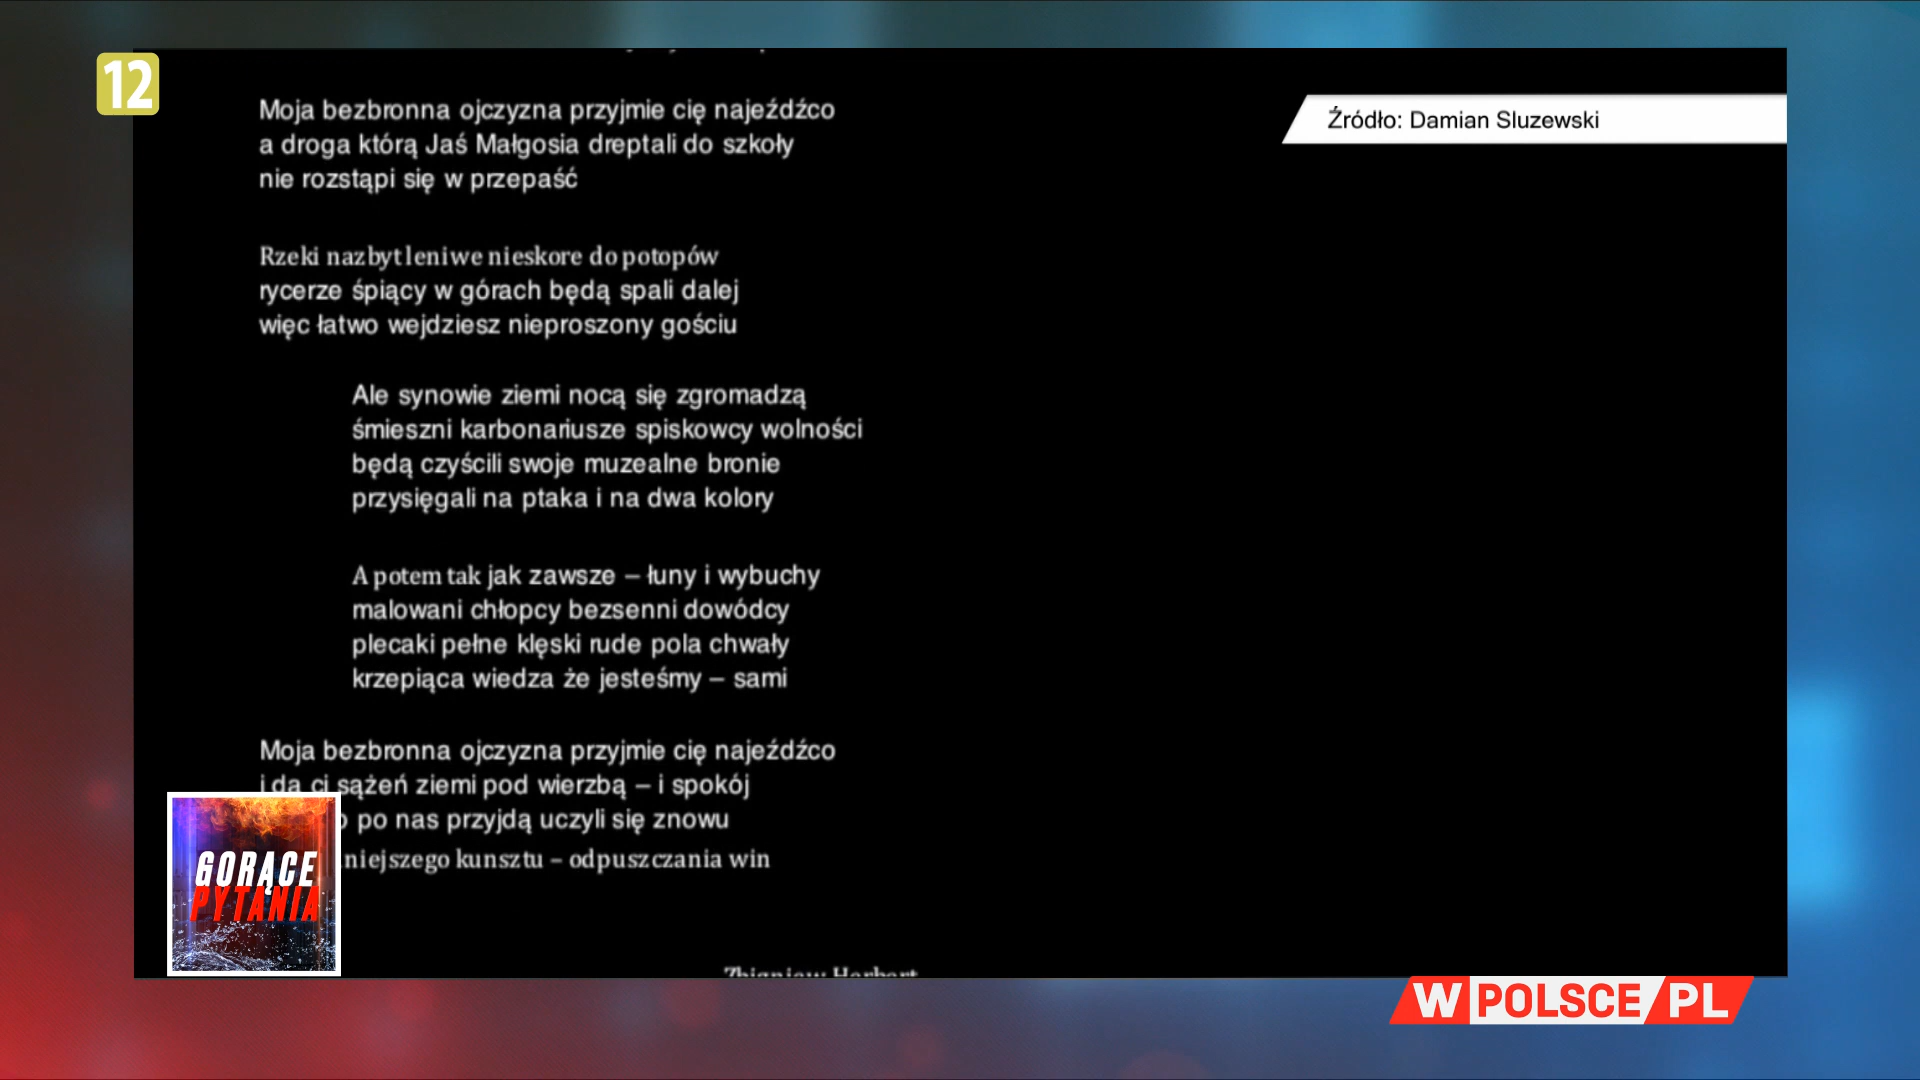 12
Źródło: Damian Sluzewski
Moja bezbronna ojczyzna przyjmie cię najeźdźco
a droga którą Jaś Małgosia dreptali do szkoły
nie rozstąpi się w przepaść
Rzeki nazbyt leniwe nieskore do potopów
rycerze śpiący w górach będą spali dalej
więc łatwo wejdziesz nieproszony gościu
Ale synowie ziemi nocą się zgromadzą
śmieszni karbonariusze spiskowcy wolności
będą czyścili swoje muzealne bronie
przysięgali na ptaka i na dwa kolory
A potem tak jak zawsze – łuny i wybuchy
malowani chłopcy bezsenni dowódcy
plecaki pełne klęski rude pola chwały
krzepiąca wiedza że jesteśmy – sami
Moja bezbronna ojczyzna przyjmie cię najeźdźco
i da ci sążeń ziemi pod wierzbą – i spokój
po nas przyjdą uczyli się znowu
niejszego kunsztu – odpuszczania win
Zbigniew Herbert
GORĄCE
PYTANIA
W POLSCE/PL